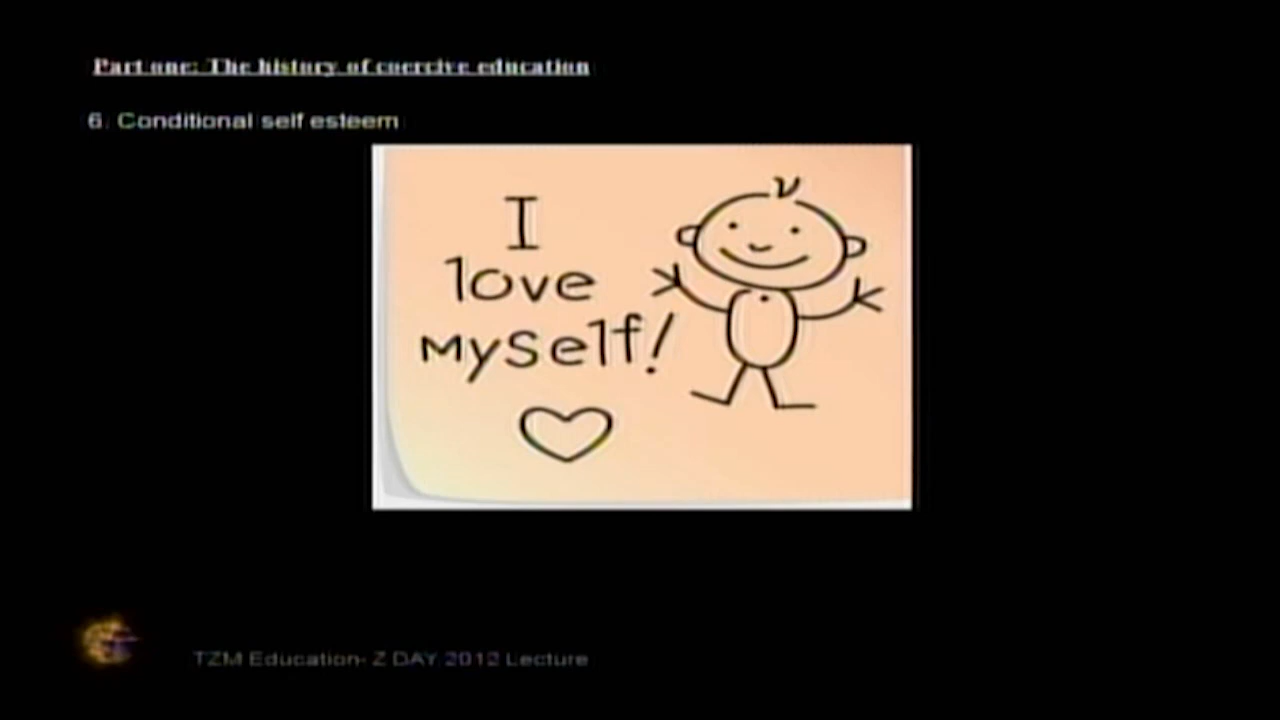 Part one: The history of coercive education
6. Conditional self esteem
I
love
myself!
TZM Education- Z DAY 2012 Lecture